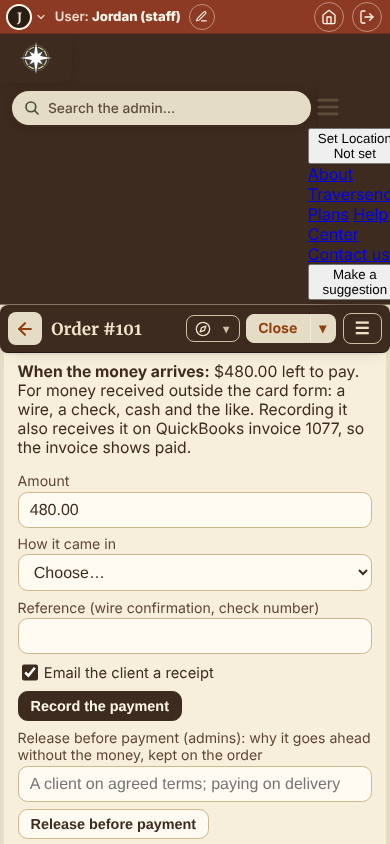 J
User: Jordan (staff)
Search the admin...
Set Location
Not set
About
Plans Help
Center
Contact us
Make a
suggestion
Order #101
Close
When the money arrives: $480.00 left to pay.
For money received outside the card form: a
wire, a check, cash and the like. Recording it
also receives it on QuickBooks invoice 1077, so
the invoice shows paid.
Amount
480.00
How it came in
Choose...
Reference (wire confirmation, check number)
Email the client a receipt
Record the payment
Release before payment (admins): why it goes ahead
without the money, kept on the order
A client on agreed terms; paying on delivery
Release before payment